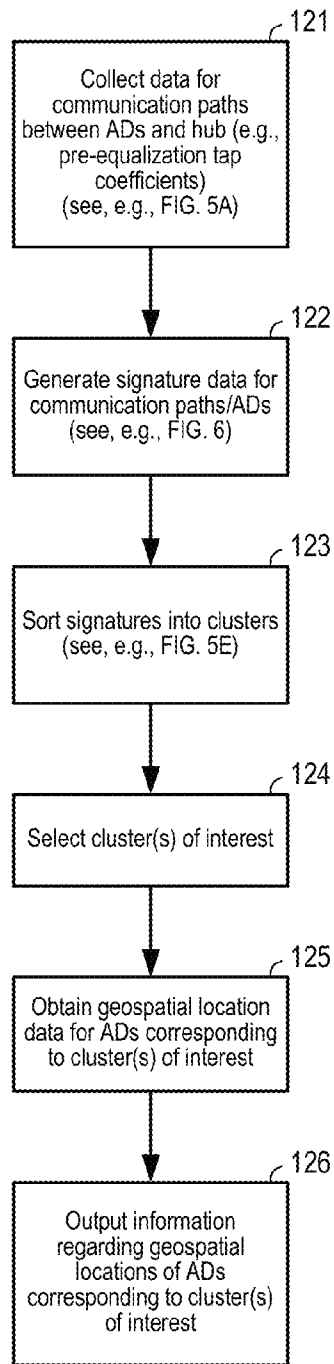 121
Collect data for
communication paths
between ADs and hub (e.g.,
pre-equalization tap
coefficients)
(see, e.g., FIG. 5A)
122
Generate signature data for
communication paths/ADs
(see, e.g., FIG. 6)
123
Sort signatures into clusters
(see, e.g., FIG. 5E)
124
Select cluster(s) of interest
125
Obtain geospatial location
data for ADs corresponding
to cluster(s) of interest
126
Output information
regarding geospatial
locations of ADs
corresponding to cluster(s)
of interest